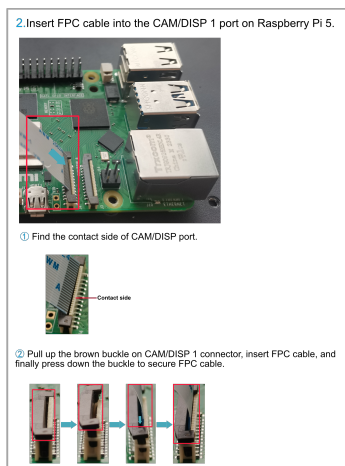 2.Insert FPC cable into the CAM/DISP 1 port on Raspberry Pi 5.
① Find the contact side of CAM/DISP port.
Contact side
② Pull up the brown buckle on CAM/DISP 1 connector, insert FPC cable, and
finally press down the buckle to secure FPC cable.